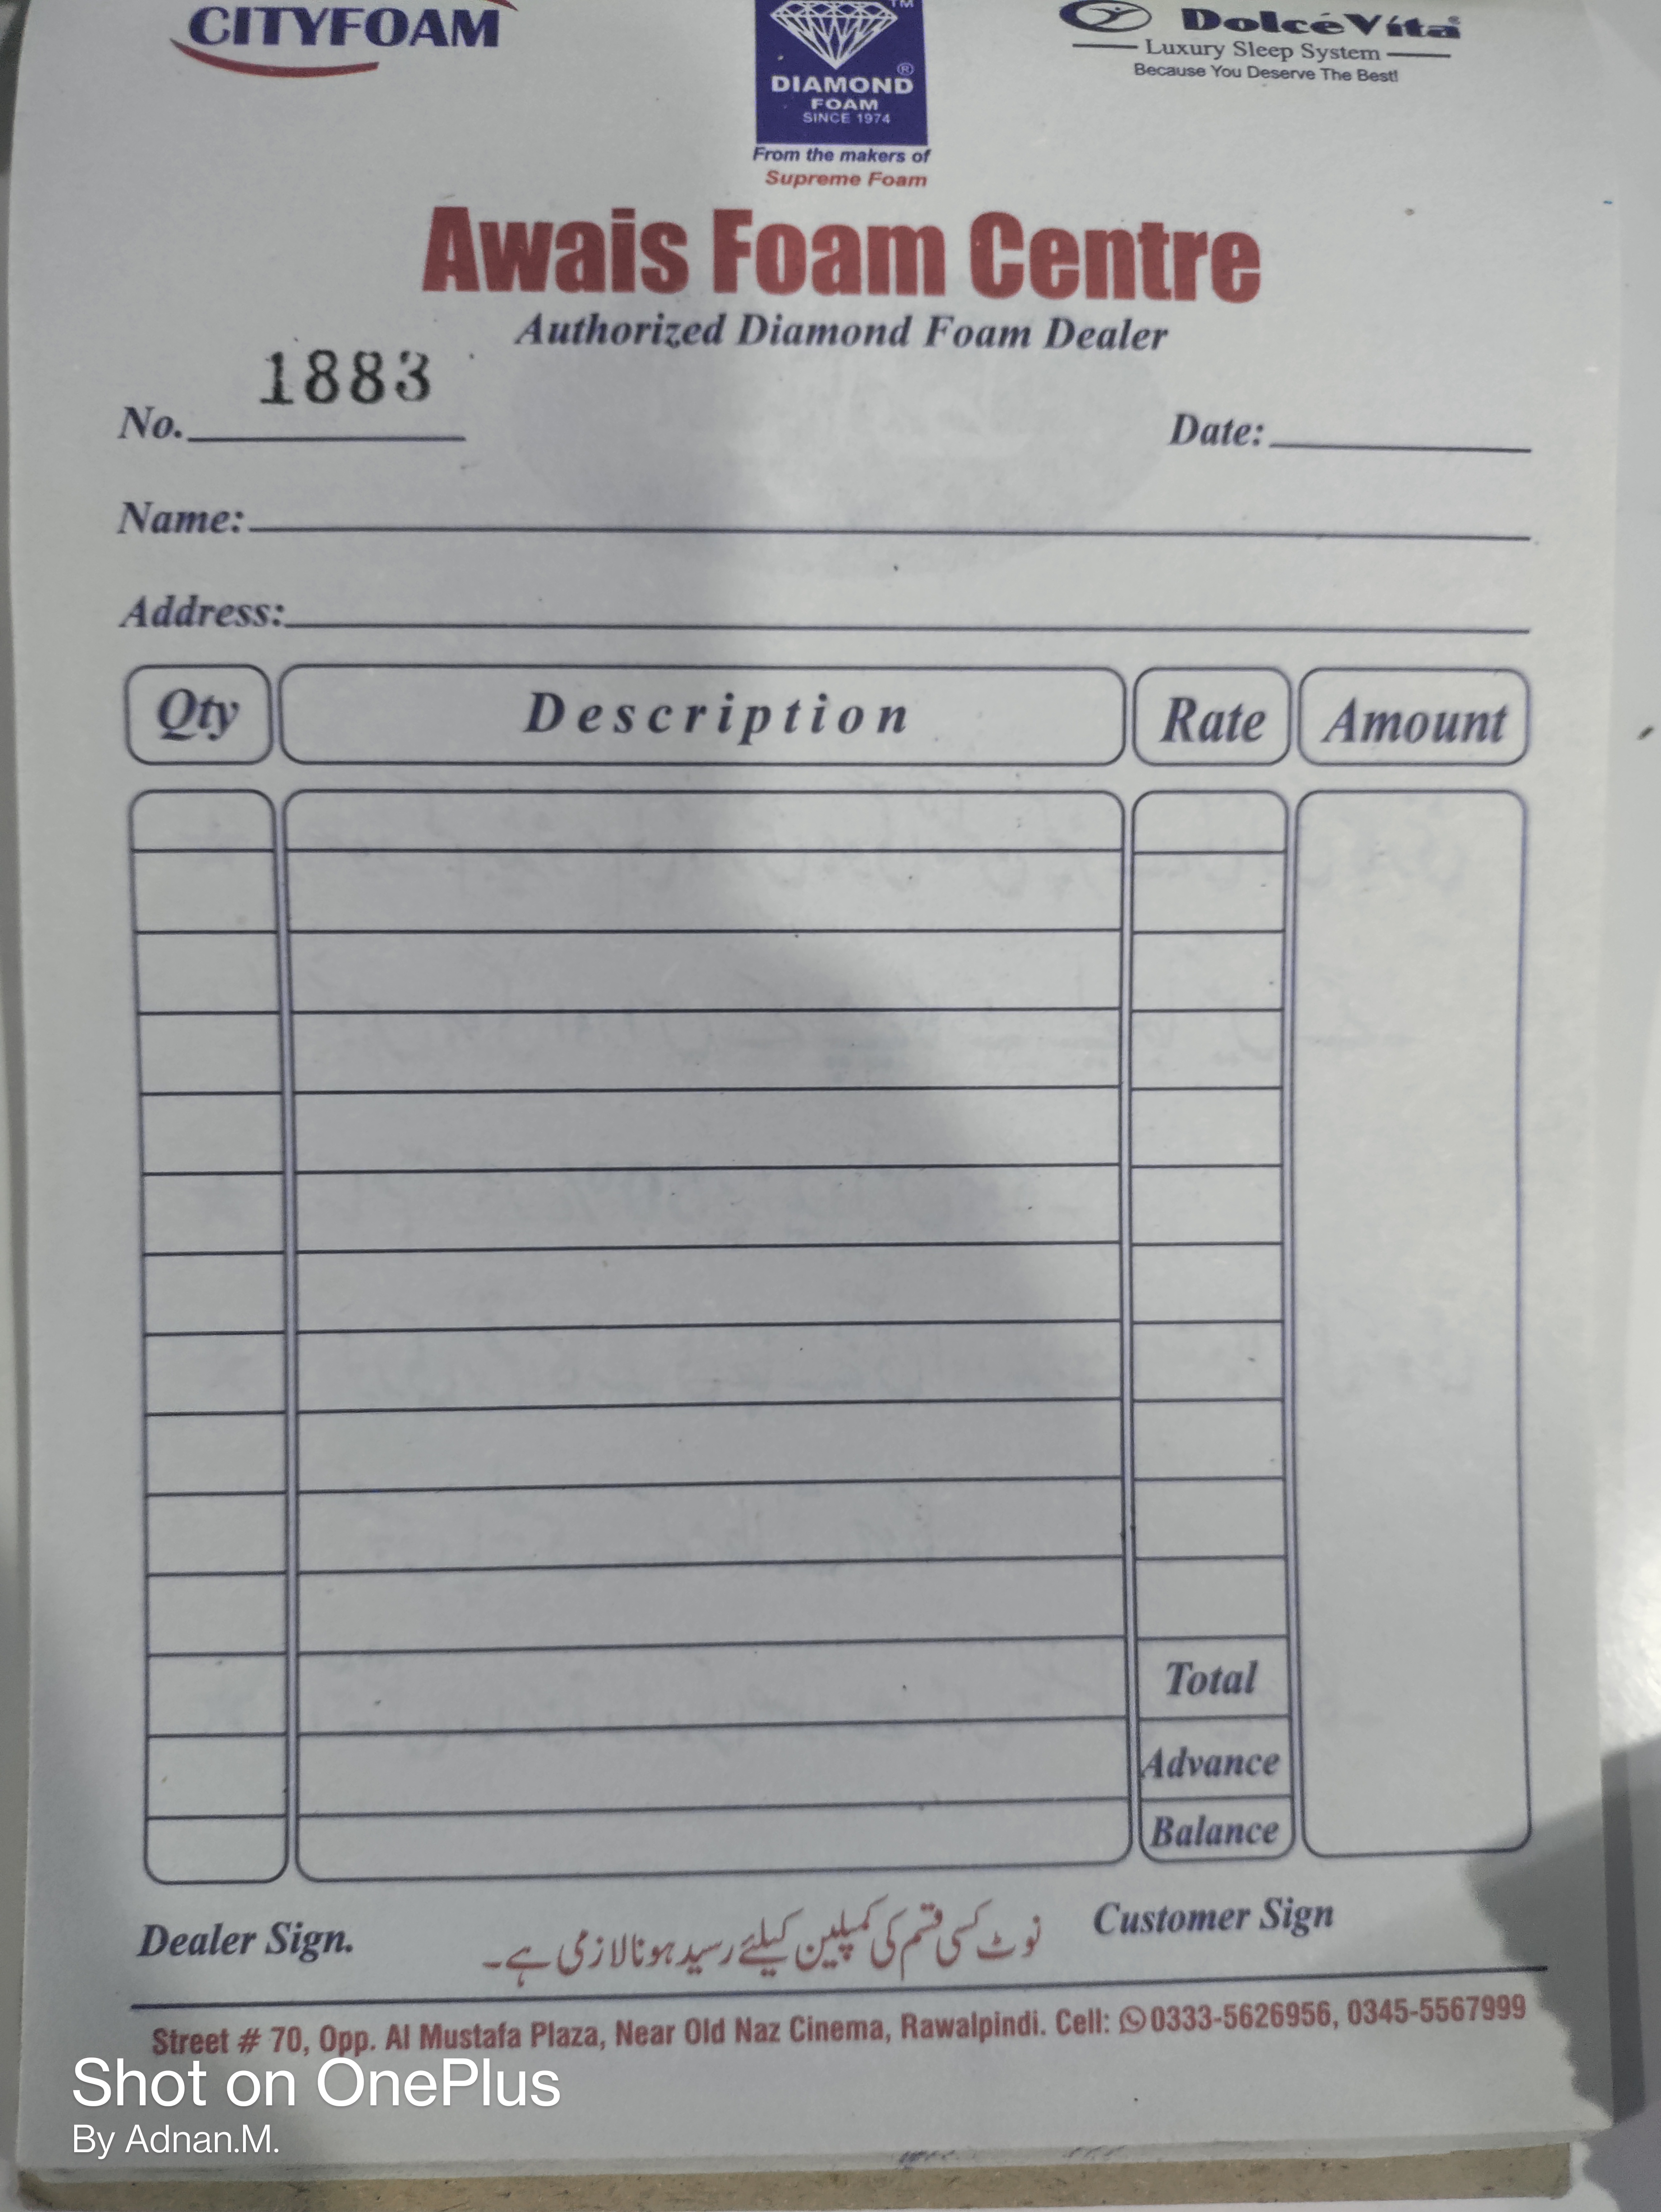 CITYFOAM
TM
DIAMOND ®
FOAM
SINCE 1974
From the makers of
Supreme Foam
DolcéVíta®
Luxury Sleep System
Because You Deserve The Best!
Awais Foam Centre
Authorized Diamond Foam Dealer
No. 1883 Date:
Name:
Address:
Qty Description Rate Amount
Total
Advance
Balance
Dealer Sign. نوٹ کسی قسم کی کمپلین کیلئے رسید ہونا لازمی ہے۔ Customer Sign
Street # 70, Opp. Al Mustafa Plaza, Near Old Naz Cinema, Rawalpindi. Cell: 0333-5626956, 0345-5567999
Shot on OnePlus
By Adnan.M.